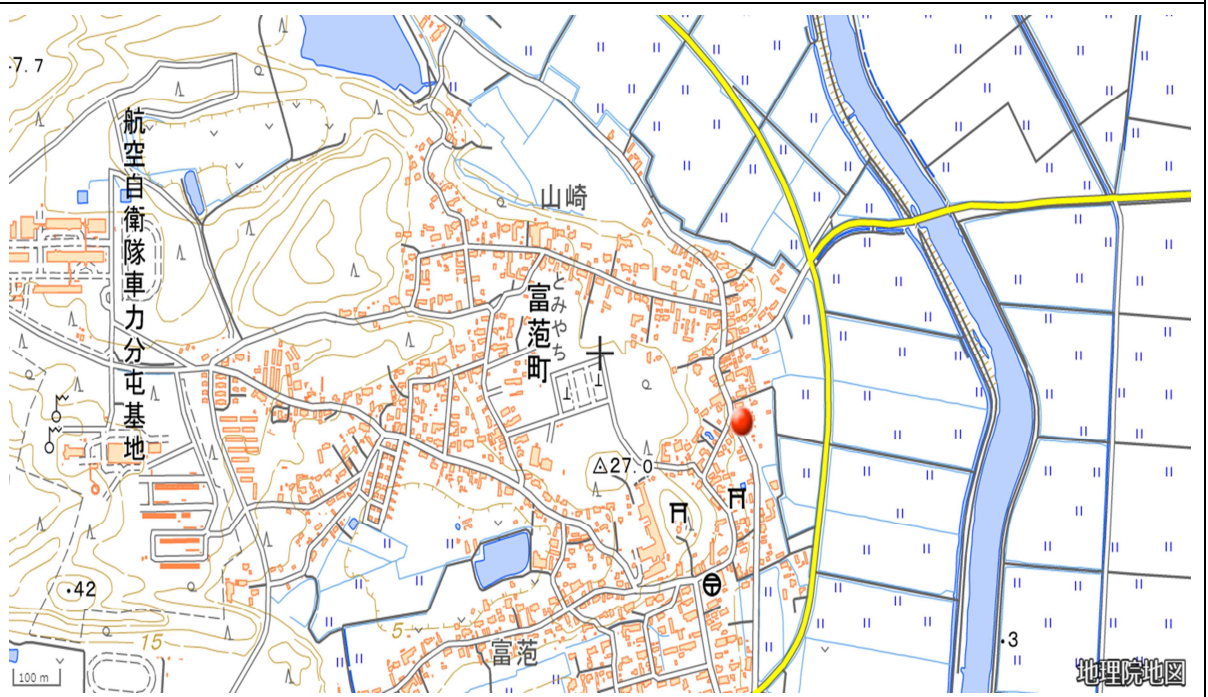 7.7
航空自衛隊車力分屯基地
山崎
とみやち
富萢町
27.0
42
15
5
富萢
3
100 m
地理院地図